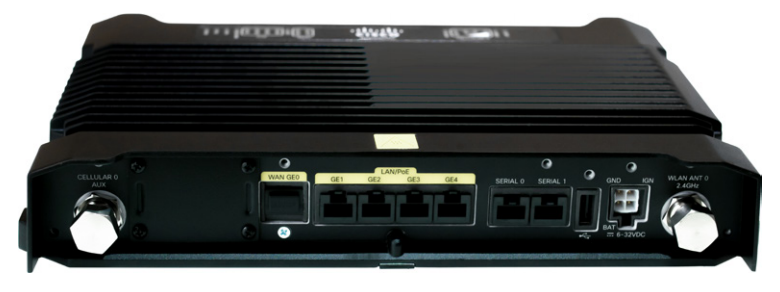 CELLULAR 0
AUX
WAN GE0
LAN/PoE
GE1 GE2 GE3 GE4
SERIAL 0 SERIAL 1
GND IGN
BAT
6-32VDC
WLAN ANT 0
2.4GHz